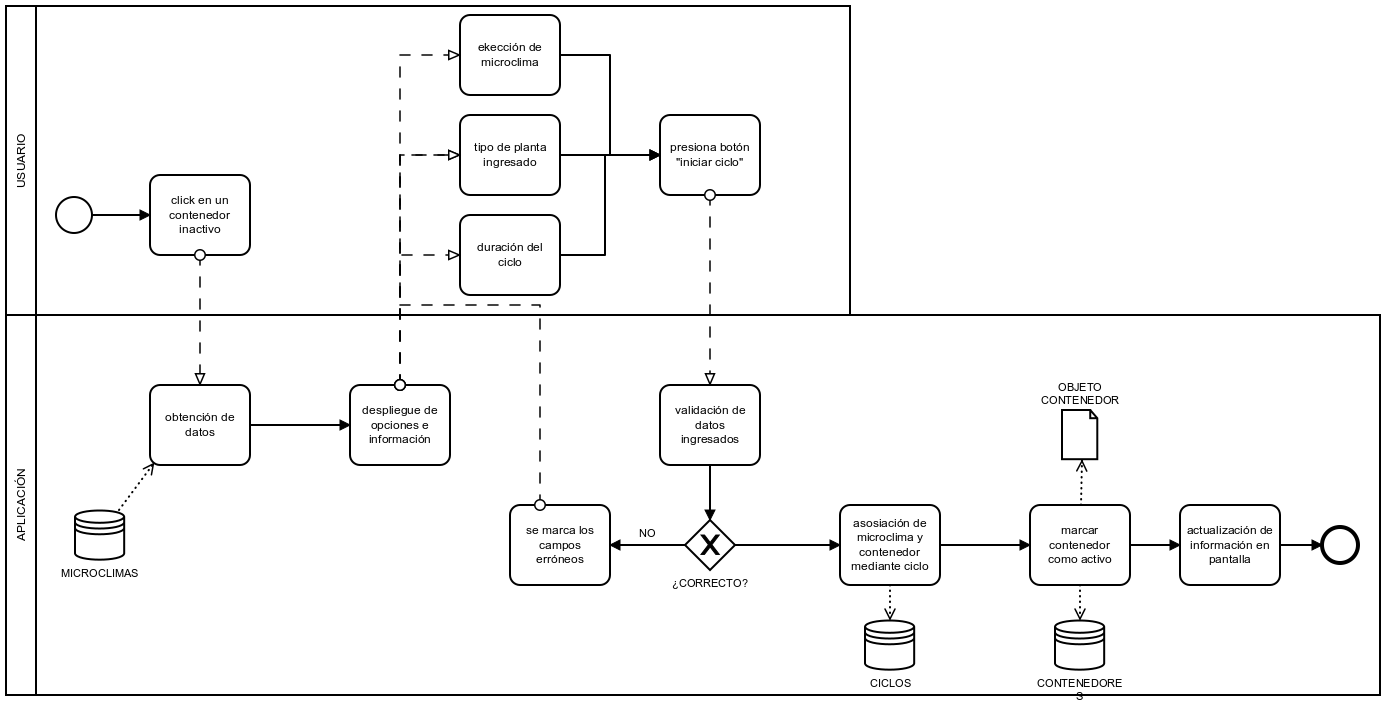 USUARIO
ekección de
microclima
tipo de planta
ingresado
presiona botón
"iniciar ciclo"
click en un
contenedor
inactivo
duración del
ciclo
APLICACIÓN
obtención de
datos
despliegue de
opciones e
información
validación de
datos
ingresados
OBJETO
CONTENEDOR
MICROCLIMAS
se marca los
campos
erróneos
NO
¿CORRECTO?
asosiación de
microclima y
contenedor
mediante ciclo
marcar
contenedor
como activo
actualización de
información en
pantalla
CICLOS
CONTENEDORE
S